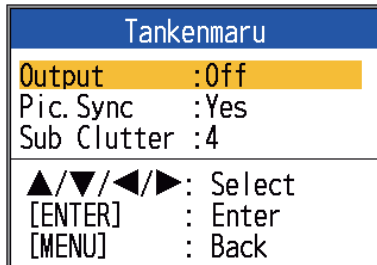 Tankenmaru
Output :Off
Pic.Sync :Yes
Sub Clutter :4
▲/▼/◀/▶: Select
[ENTER] : Enter
[MENU] : Back